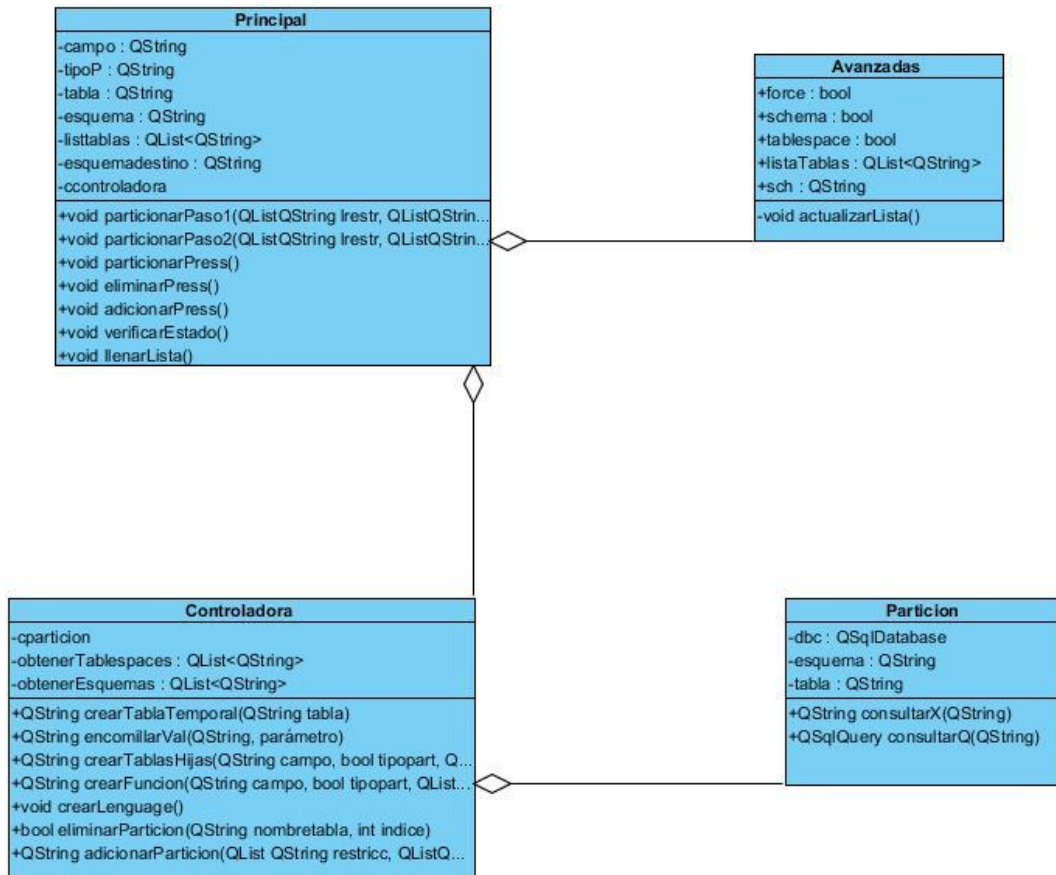 Principal
-campo : QString
-tipoP : QString
-tabla : QString
-esquema : QString
-listtablas : QList<QString>
-esquemadestino : QString
-ccontroladora
+void particionarPaso1(QListQString lrestr, QListQStrin...
+void particionarPaso2(QListQString lrestr, QListQStrin...
+void particionarPress()
+void eliminarPress()
+void adicionarPress()
+void verificarEstado()
+void llenarLista()
Avanzadas
+force : bool
+schema : bool
+tablespace : bool
+listaTablas : QList<QString>
+sch : QString
-void actualizarLista()
Controladora
-cparticion
-obtenerTablespaces : QList<QString>
-obtenerEsquemas : QList<QString>
+QString crearTablaTemporal(QString tabla)
+QString encomillarVal(QString, parámetro)
+QString crearTablasHijas(QString campo, bool tipopart, Q...
+QString crearFuncion(QString campo, bool tipopart, QList...
+void crearLenguage()
+bool eliminarParticion(QString nombretabla, int indice)
+QString adicionarParticion(QList QString restricc, QListQ...
Particion
-dbc : QSqlDatabase
-esquema : QString
-tabla : QString
+QString consultarX(QString)
+QSqlQuery consultarQ(QString)